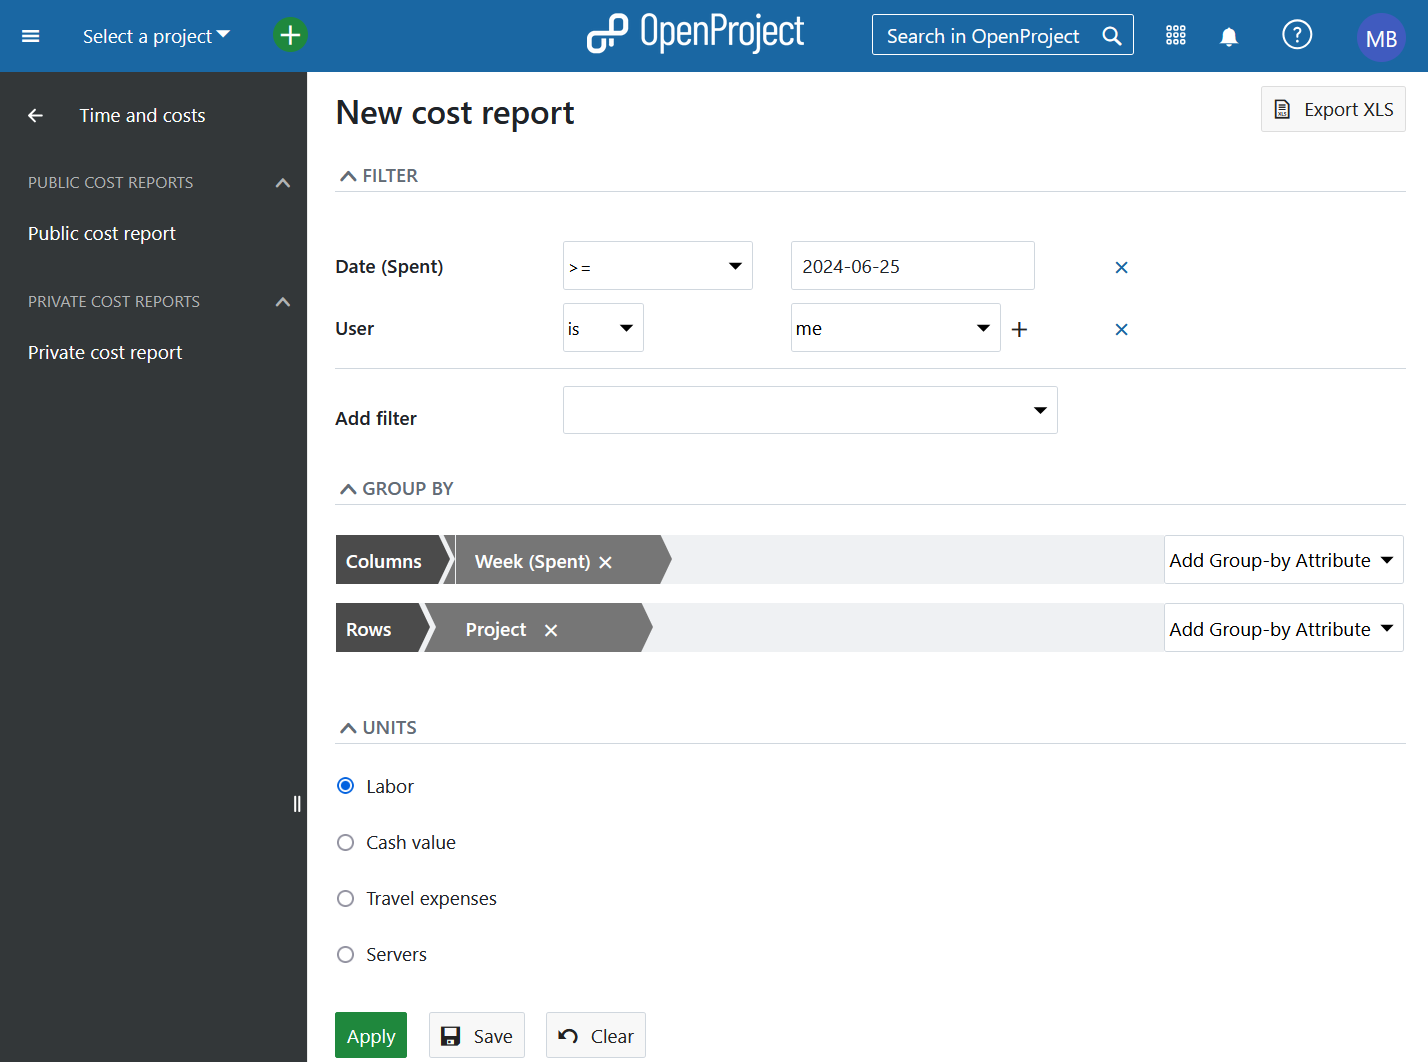 Select a project
OpenProject
Search in OpenProject
MB
Time and costs
PUBLIC COST REPORTS
Public cost report
PRIVATE COST REPORTS
Private cost report
New cost report
Export XLS
FILTER
Date (Spent) >= 2024-06-25
User is me
Add filter
GROUP BY
Columns Week (Spent) Add Group-by Attribute
Rows Project Add Group-by Attribute
UNITS
Labor
Cash value
Travel expenses
Servers
Apply Save Clear